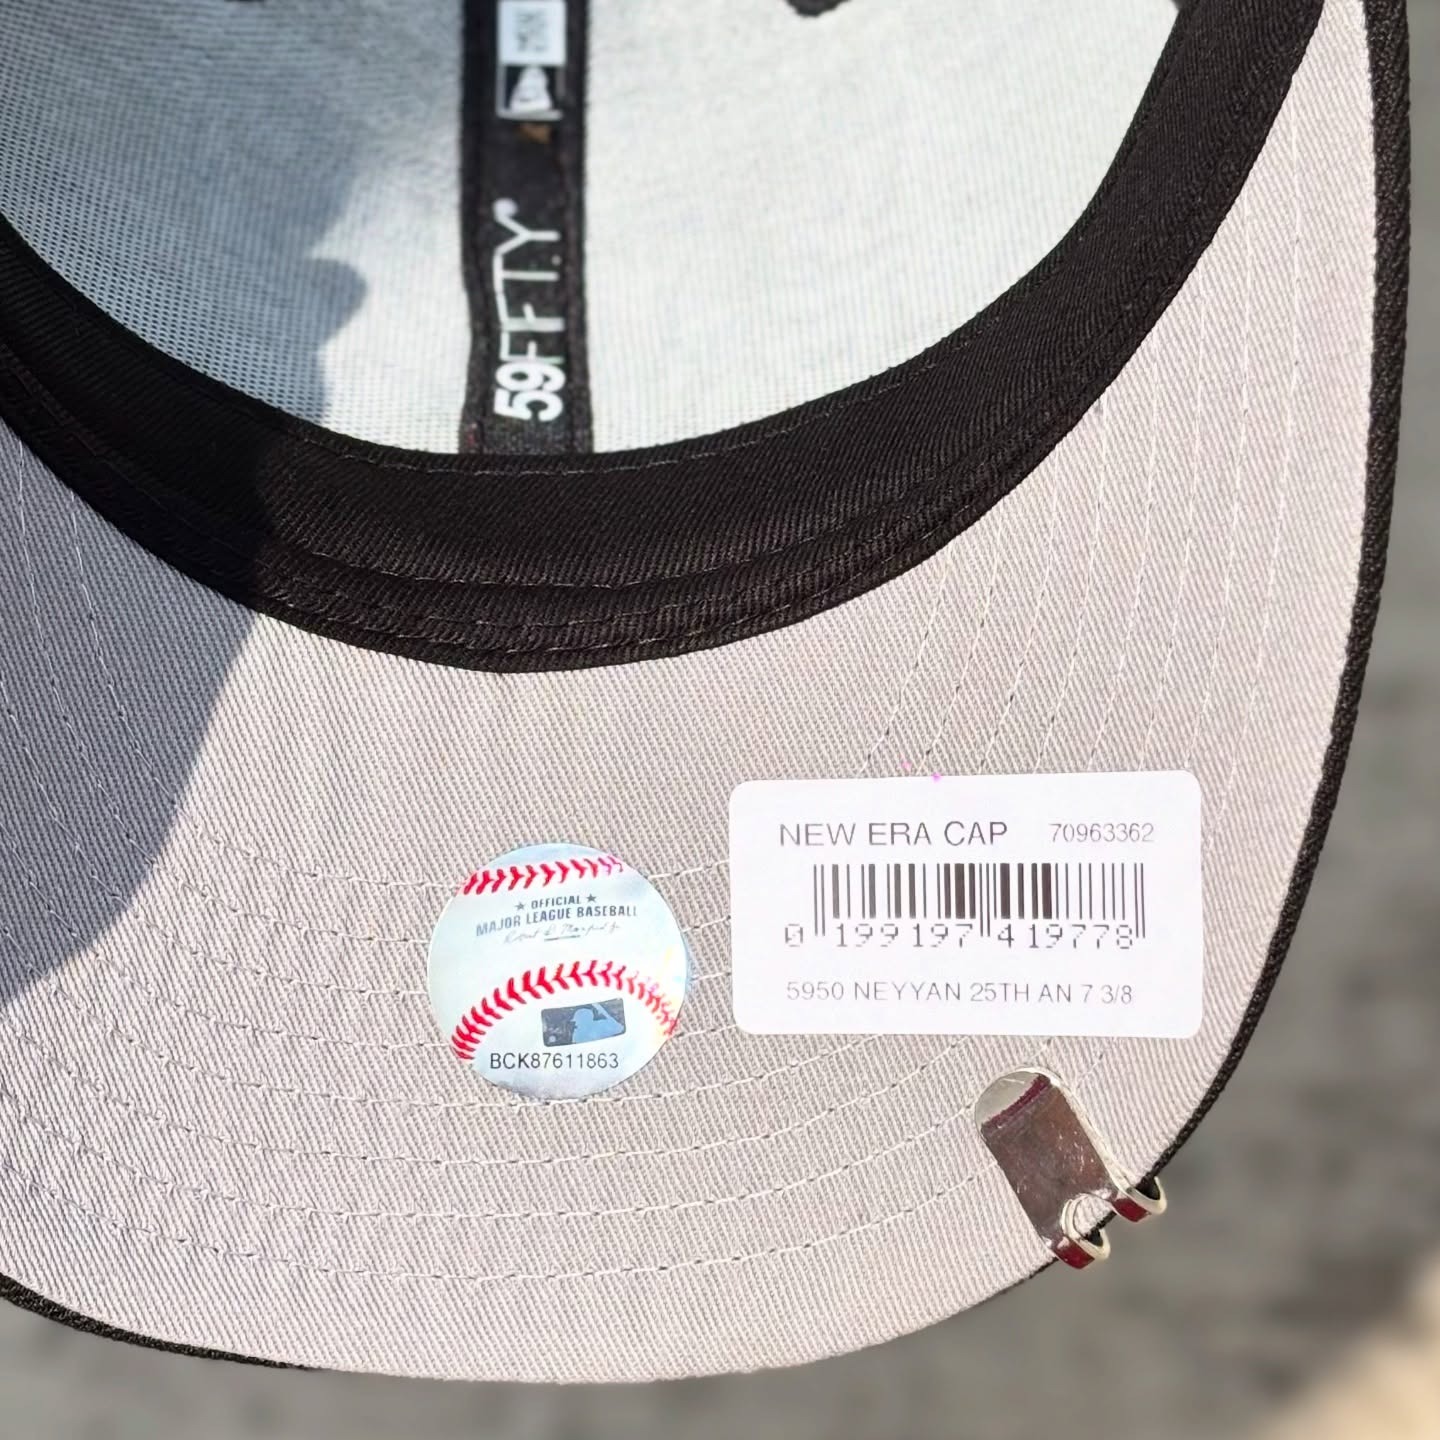 59FIFTY®
NEW ERA CAP 70963362
0 199197 419778
5950 NEYYAN 25TH AN 7 3/8
★ OFFICIAL ★
MAJOR LEAGUE BASEBALL
BCK87611863